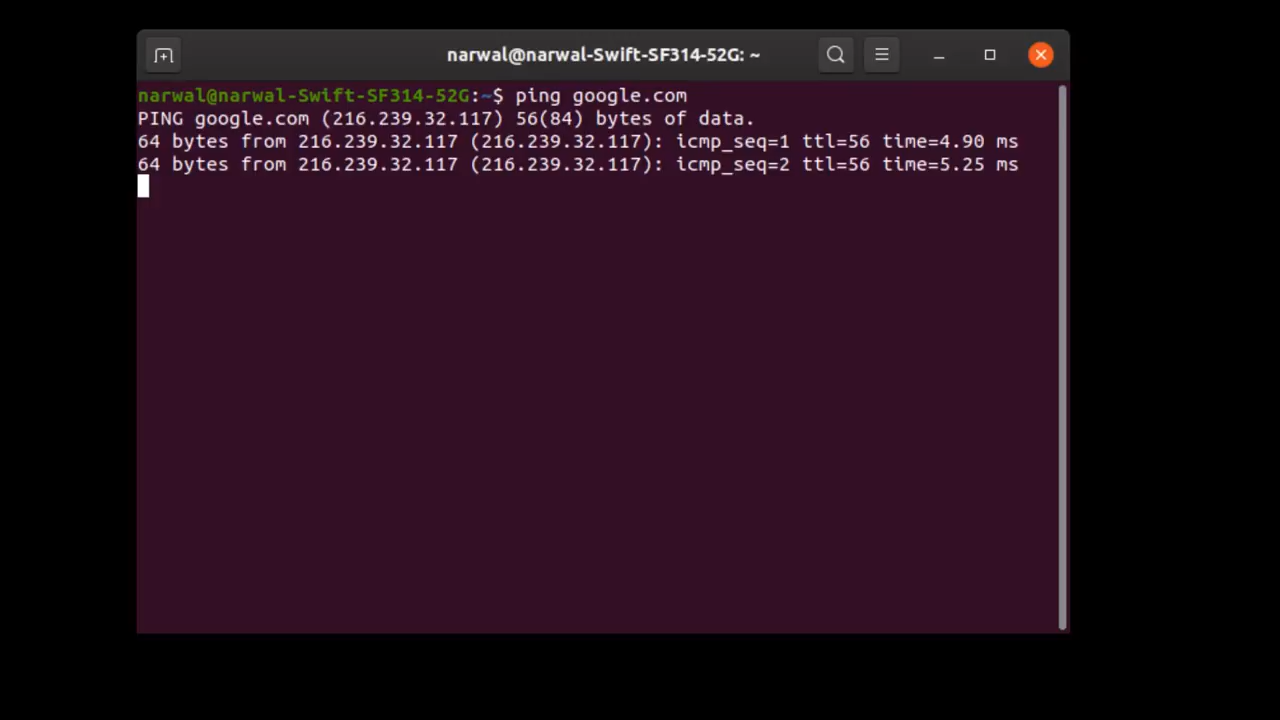 narwal@narwal-Swift-SF314-52G: ~
narwal@narwal-Swift-SF314-52G:~$ ping google.com
PING google.com (216.239.32.117) 56(84) bytes of data.
64 bytes from 216.239.32.117 (216.239.32.117): icmp_seq=1 ttl=56 time=4.90 ms
64 bytes from 216.239.32.117 (216.239.32.117): icmp_seq=2 ttl=56 time=5.25 ms